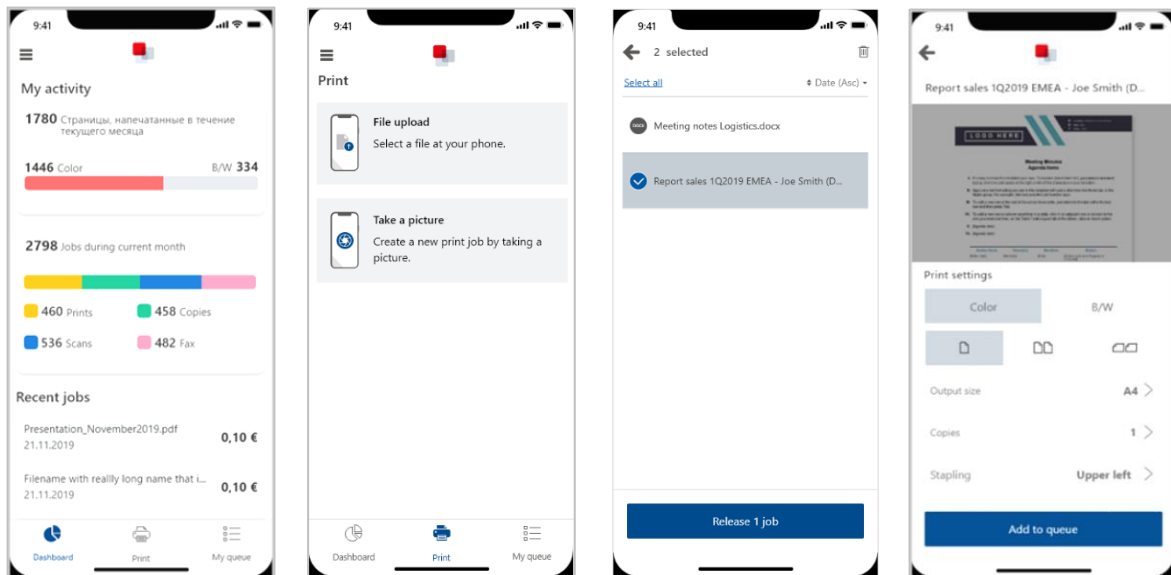 9:41
My activity
1780 Страницы, напечатанные в течение
текущего месяца
1446 Color
B/W 334
2798 Jobs during current month
460 Prints
458 Copies
536 Scans
482 Fax
Recent jobs
Presentation_November2019.pdf
0,10 €
21.11.2019
Filename with reallly long name that i...
0,10 €
21.11.2019
Dashboard
Print
My queue
9:41
Print
File upload
Select a file at your phone.
Take a picture
Create a new print job by taking a
picture.
Dashboard
Print
My queue
9:41
2 selected
Select all
Date (Asc)
DOCX
Meeting notes Logistics.docx
Report sales 1Q2019 EMEA - Joe Smith (D...
Release 1 job
9:41
Report sales 1Q2019 EMEA - Joe Smith (D...
LOGO HERE
Meeting Minutes
Agenda Items
Print settings
Color
B/W
Output size
A4
Copies
1
Stapling
Upper left
Add to queue